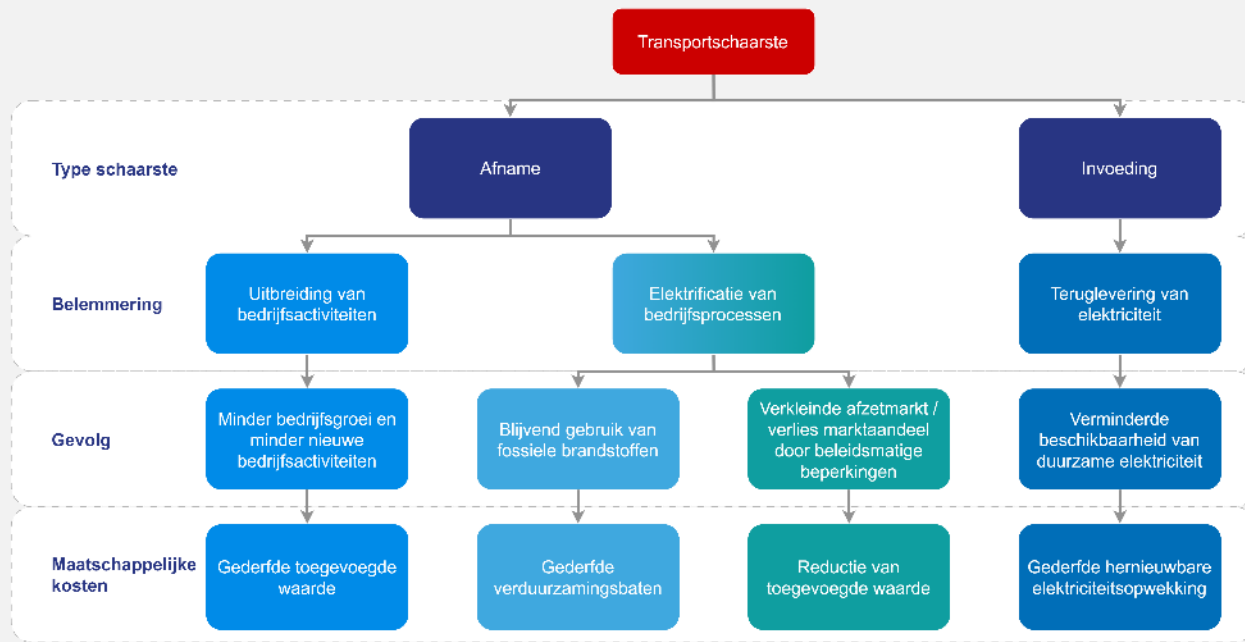 Transportschaarste
Type schaarste
Afname
Invoeding
Belemmering
Uitbreiding van
bedrijfsactiviteiten
Elektrificatie van
bedrijfsprocessen
Teruglevering van
elektriciteit
Gevolg
Minder bedrijfsgroei en
minder nieuwe
bedrijfsactiviteiten
Blijvend gebruik van
fossiele brandstoffen
Verkleinde afzetmarkt /
verlies marktaandeel
door beleidsmatige
beperkingen
Verminderde
beschikbaarheid van
duurzame elektriciteit
Maatschappelijke
kosten
Gederfde toegevoegde
waarde
Gederfde
verduurzamingsbaten
Reductie van
toegevoegde waarde
Gederfde hernieuwbare
elektriciteitsopwekking